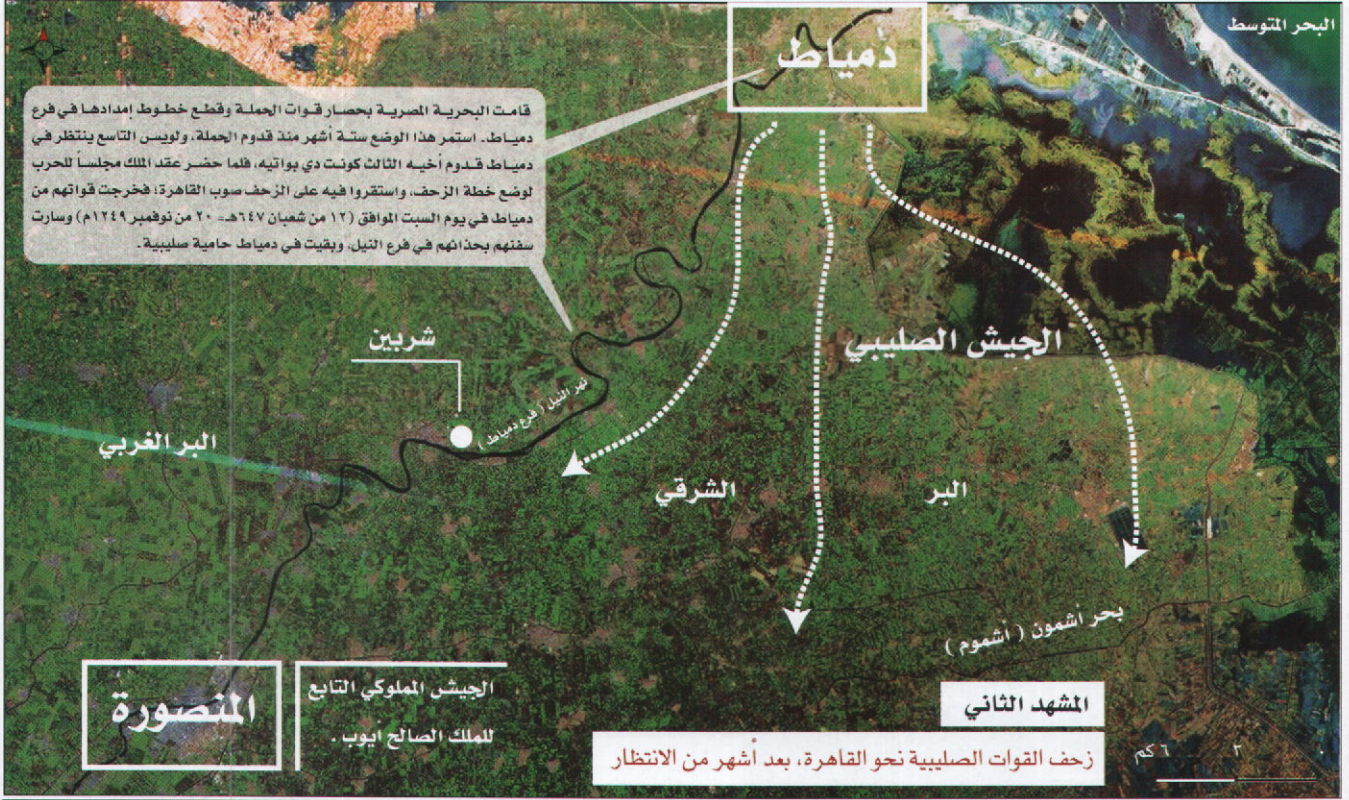 البحر المتوسط
دمياط
قامت البحرية المصرية بحصار قوات الحملة وقطع خطوط إمدادها في فرع
دمياط. استمر هذا الوضع ستة أشهر منذ قدوم الحملة، ولويس التاسع ينتظر في
دمياط قدوم أخيه الثالث كونت دي بواتيه، فلما حضر عقد الملك مجلساً للحرب
لوضع خطة الزحف، واستقروا فيه على الزحف صوب القاهرة؛ فخرجت قواتهم من
دمياط في يوم السبت الموافق (١٢ من شعبان ٦٤٧هـ= ٢٠ من نوفمبر ١٢٤٩م) وسارت
سفنهم بحذائهم في فرع النيل، وبقيت في دمياط حامية صليبية.
شربين
الجيش الصليبي
نهر النيل ( فرع دمياط )
البر الغربي
البر
الشرقي
بحر أشمون ( أشموم )
المنصورة
الجيش المملوكي التابع
للملك الصالح أيوب .
المشهد الثاني
زحف القوات الصليبية نحو القاهرة، بعد أشهر من الانتظار
٠ ٢ ٦ كم